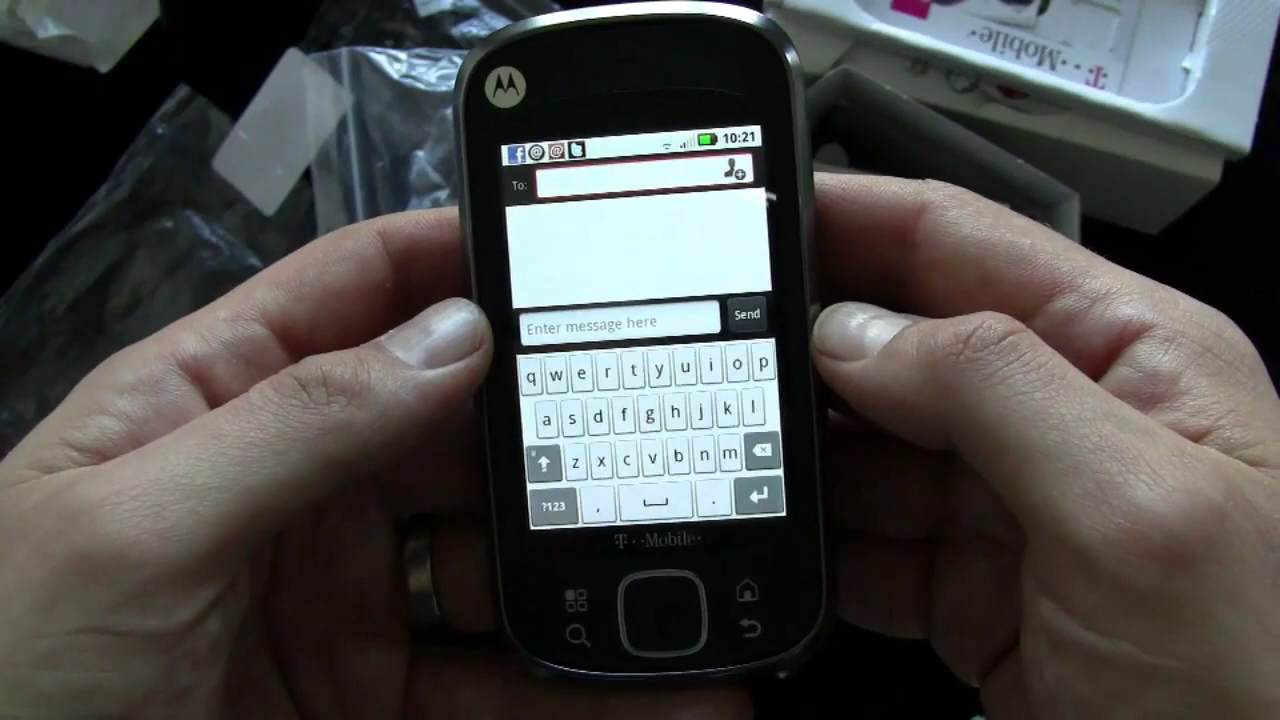 T··Mobile·
10:21
To:
Enter message here
Send
q w e r t y u i o p
a s d f g h j k l
z x c v b n m
?123 , .
T··Mobile·